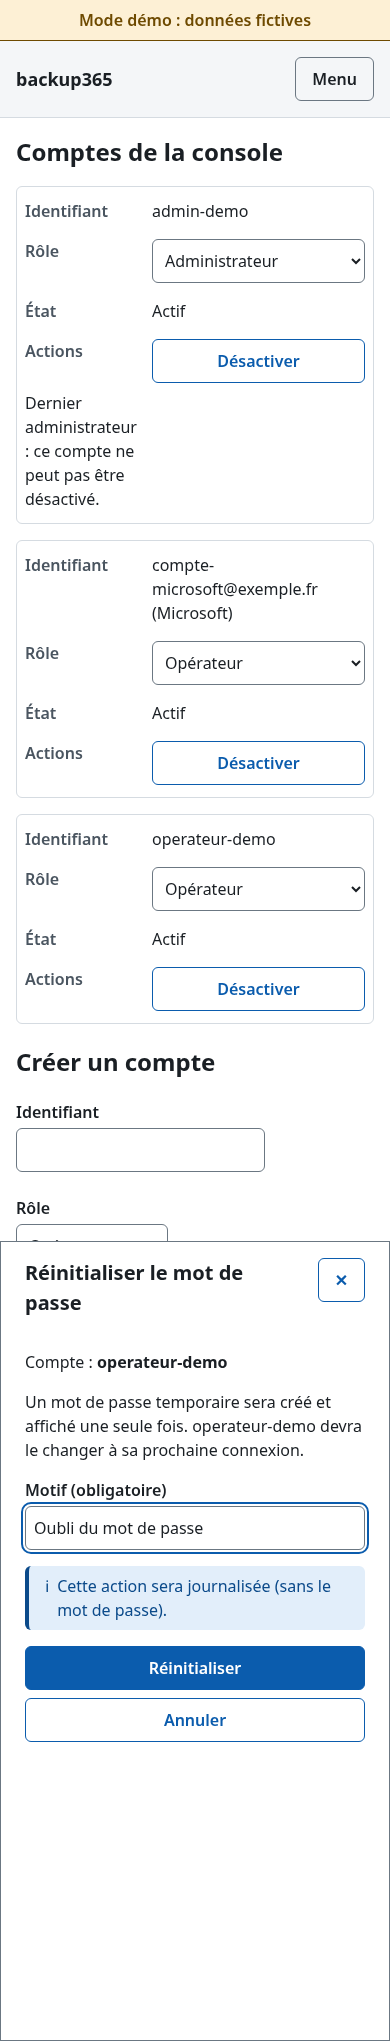 Mode démo : données fictives
backup365
Menu
Comptes de la console
Identifiant
admin-demo
Rôle
Administrateur
État
Actif
Actions
Désactiver
Dernier
administrateur
: ce compte ne
peut pas être
désactivé.
Identifiant
compte-
microsoft@exemple.fr
(Microsoft)
Rôle
Opérateur
État
Actif
Actions
Désactiver
Identifiant
operateur-demo
Rôle
Opérateur
État
Actif
Actions
Désactiver
Créer un compte
Identifiant
Rôle
Réinitialiser le mot de
passe
×
Compte : operateur-demo
Un mot de passe temporaire sera créé et
affiché une seule fois. operateur-demo devra
le changer à sa prochaine connexion.
Motif (obligatoire)
Oubli du mot de passe
i Cette action sera journalisée (sans le
mot de passe).
Réinitialiser
Annuler